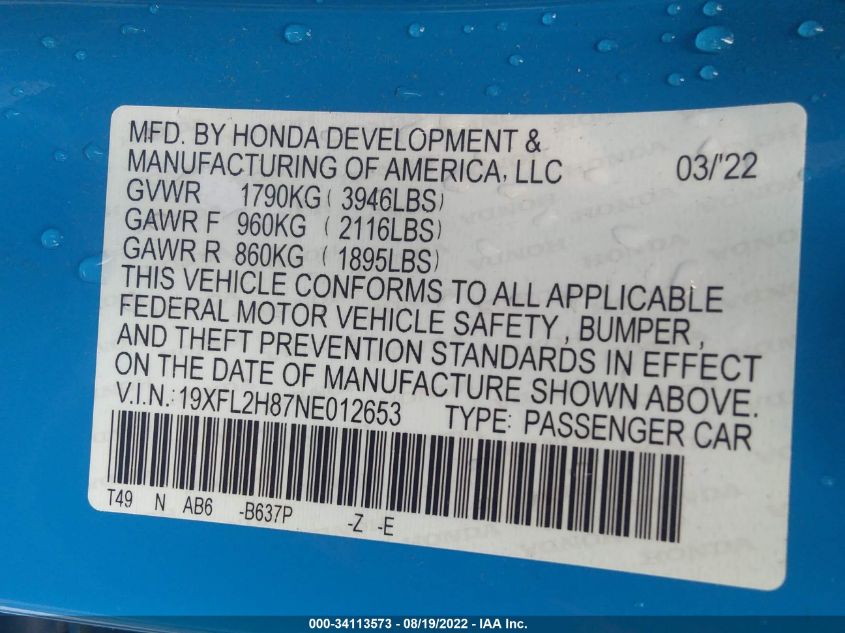 MFD. BY HONDA DEVELOPMENT &
MANUFACTURING OF AMERICA, LLC 03/'22
GVWR 1790KG ( 3946LBS)
GAWR F 960KG ( 2116LBS)
GAWR R 860KG ( 1895LBS)
THIS VEHICLE CONFORMS TO ALL APPLICABLE
FEDERAL MOTOR VEHICLE SAFETY , BUMPER ,
AND THEFT PREVENTION STANDARDS IN EFFECT
ON THE DATE OF MANUFACTURE SHOWN ABOVE.
V.I.N.: 19XFL2H87NE012653 TYPE: PASSENGER CAR
T49 N AB6 -B637P -Z -E
000-34113573 - 08/19/2022 - IAA Inc.